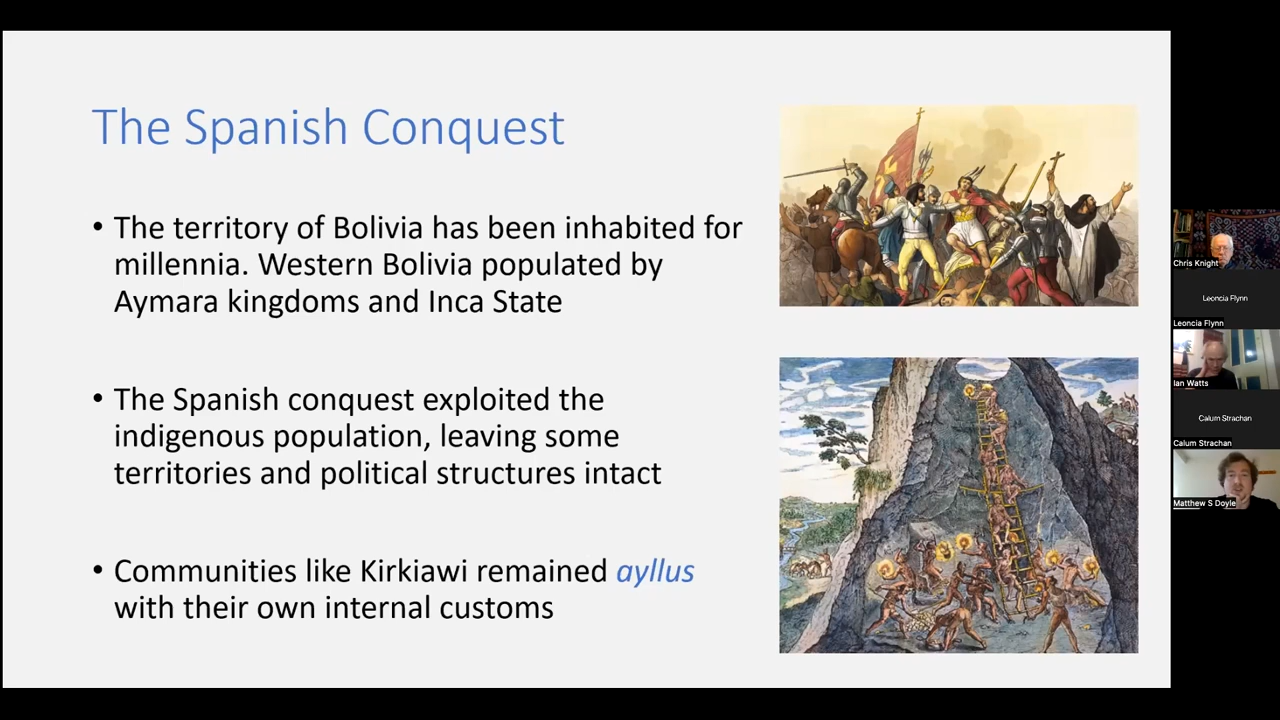 The Spanish Conquest
• The territory of Bolivia has been inhabited for
millennia. Western Bolivia populated by
Aymara kingdoms and Inca State
• The Spanish conquest exploited the
indigenous population, leaving some
territories and political structures intact
• Communities like Kirkiawi remained ayllus
with their own internal customs
Chris Knight
Leoncia Flynn
Leoncia Flynn
Ian Watts
Calum Strachan
Calum Strachan
Matthew S Doyle